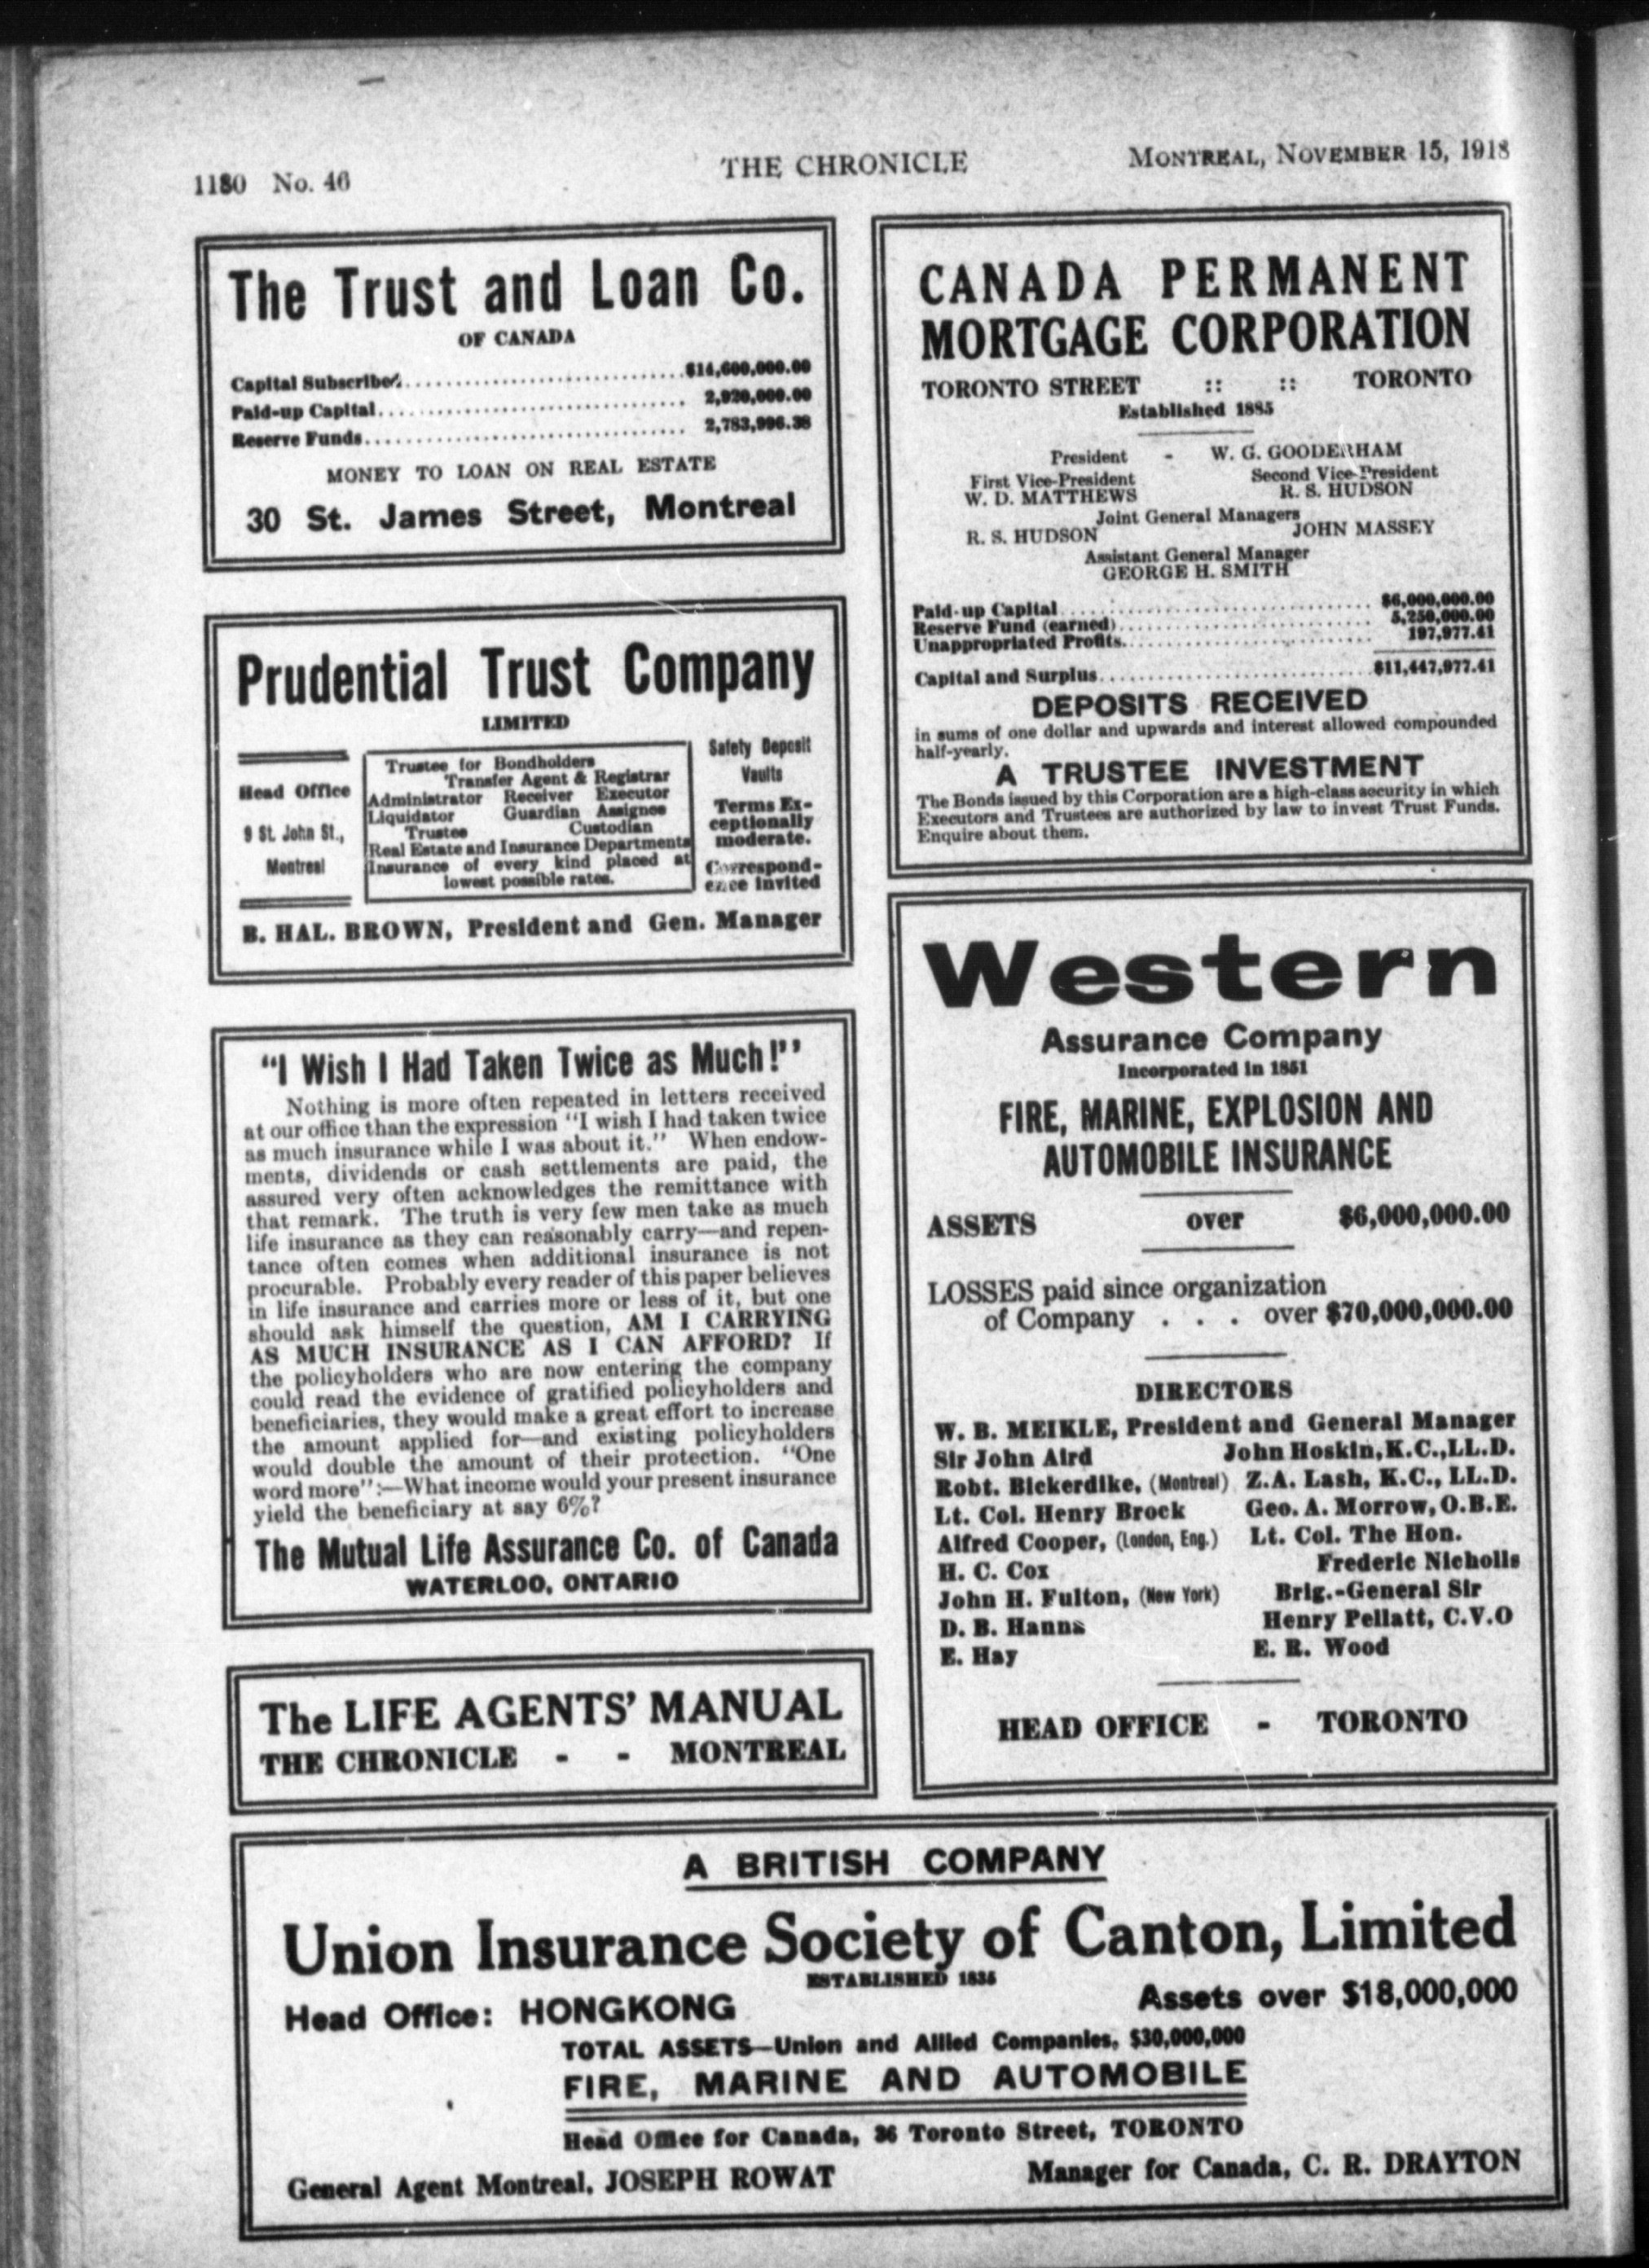 1180 No. 46
THE CHRONICLE
MONTREAL, NOVEMBER 15, 1918
The Trust and Loan Co.
OF CANADA
Capital Subscribed..............................$14,600,000.00
Paid-up Capital................................. 2,920,000.00
Reserve Funds.................................. 2,783,996.38
MONEY TO LOAN ON REAL ESTATE
30 St. James Street, Montreal
Prudential Trust Company
LIMITED
Head Office
9 St. John St.,
Montreal
Trustee for Bondholders
Transfer Agent & Registrar
Administrator Receiver Executor
Liquidator Guardian Assignee
Trustee Custodian
Real Estate and Insurance Departments
Insurance of every kind placed at
lowest possible rates.
Safety Deposit
Vaults
Terms Ex-
ceptionally
moderate.
Correspond-
ence invited
B. HAL. BROWN, President and Gen. Manager
"I Wish I Had Taken Twice as Much!"
Nothing is more often repeated in letters received
at our office than the expression "I wish I had taken twice
as much insurance while I was about it." When endow-
ments, dividends or cash settlements are paid, the
assured very often acknowledges the remittance with
that remark. The truth is very few men take as much
life insurance as they can reasonably carry—and repen-
tance often comes when additional insurance is not
procurable. Probably every reader of this paper believes
in life insurance and carries more or less of it, but one
should ask himself the question, AM I CARRYING
AS MUCH INSURANCE AS I CAN AFFORD? If
the policyholders who are now entering the company
could read the evidence of gratified policyholders and
beneficiaries, they would make a great effort to increase
the amount applied for—and existing policyholders
would double the amount of their protection. "One
word more":—What income would your present insurance
yield the beneficiary at say 6%?
The Mutual Life Assurance Co. of Canada
WATERLOO, ONTARIO
The LIFE AGENTS' MANUAL
THE CHRONICLE - - MONTREAL
CANADA PERMANENT
MORTGAGE CORPORATION
TORONTO STREET :: :: TORONTO
Established 1885
President - W. G. GOODERHAM
First Vice-President Second Vice-President
W. D. MATTHEWS R. S. HUDSON
Joint General Managers
R. S. HUDSON JOHN MASSEY
Assistant General Manager
GEORGE H. SMITH
Paid-up Capital.................................. $6,000,000.00
Reserve Fund (earned)........................... 5,250,000.00
Unappropriated Profits........................... 197,977.41
Capital and Surplus..............................$11,447,977.41
DEPOSITS RECEIVED
in sums of one dollar and upwards and interest allowed compounded
half-yearly.
A TRUSTEE INVESTMENT
The Bonds issued by this Corporation are a high-class security in which
Executors and Trustees are authorized by law to invest Trust Funds.
Enquire about them.
Western
Assurance Company
Incorporated in 1851
FIRE, MARINE, EXPLOSION AND
AUTOMOBILE INSURANCE
ASSETS over $6,000,000.00
LOSSES paid since organization
of Company . . . over $70,000,000.00
DIRECTORS
W. B. MEIKLE, President and General Manager
Sir John Aird John Hoskin, K.C., LL.D.
Robt. Bickerdike, (Montreal) Z.A. Lash, K.C., LL.D.
Lt. Col. Henry Brock Geo. A. Morrow, O.B.E.
Alfred Cooper, (London, Eng.) Lt. Col. The Hon.
H. C. Cox Frederic Nicholls
John H. Fulton, (New York) Brig.-General Sir
D. B. Hanna Henry Pellatt, C.V.O
E. Hay E. R. Wood
HEAD OFFICE - TORONTO
A BRITISH COMPANY
Union Insurance Society of Canton, Limited
ESTABLISHED 1835
Head Office: HONGKONG Assets over $18,000,000
TOTAL ASSETS—Union and Allied Companies, $30,000,000
FIRE, MARINE AND AUTOMOBILE
Head Office for Canada, 36 Toronto Street, TORONTO
General Agent Montreal, JOSEPH ROWAT Manager for Canada, C. R. DRAYTON